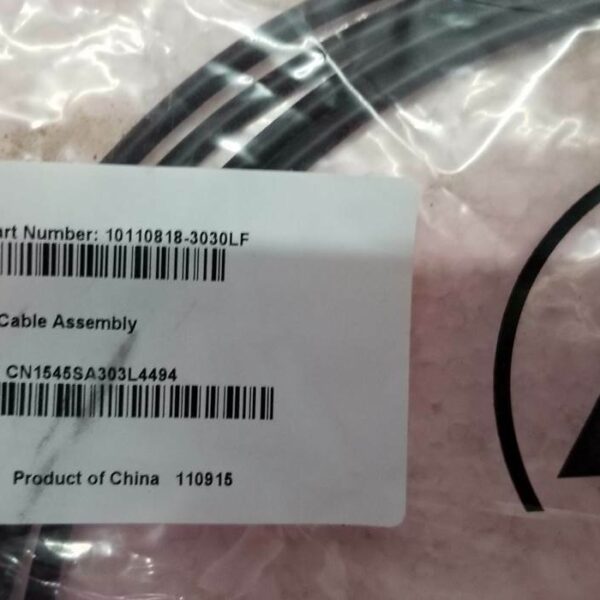 art Number: 10110818-3030LF
Cable Assembly
CN1545SA303L4494
Product of China 110915